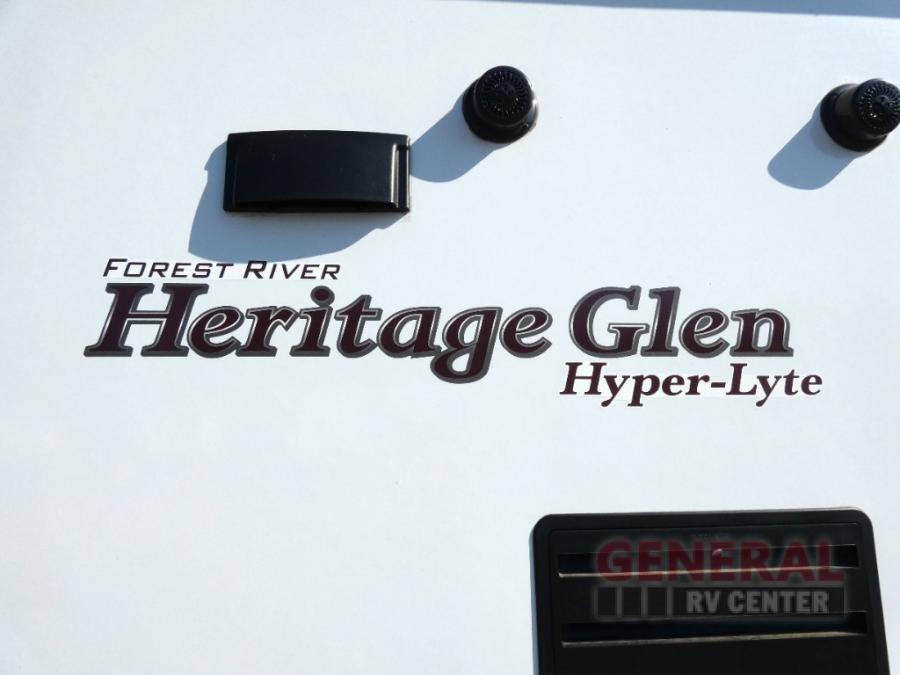 FOREST RIVER
Heritage Glen
Hyper-Lyte
GENERAL
RV CENTER